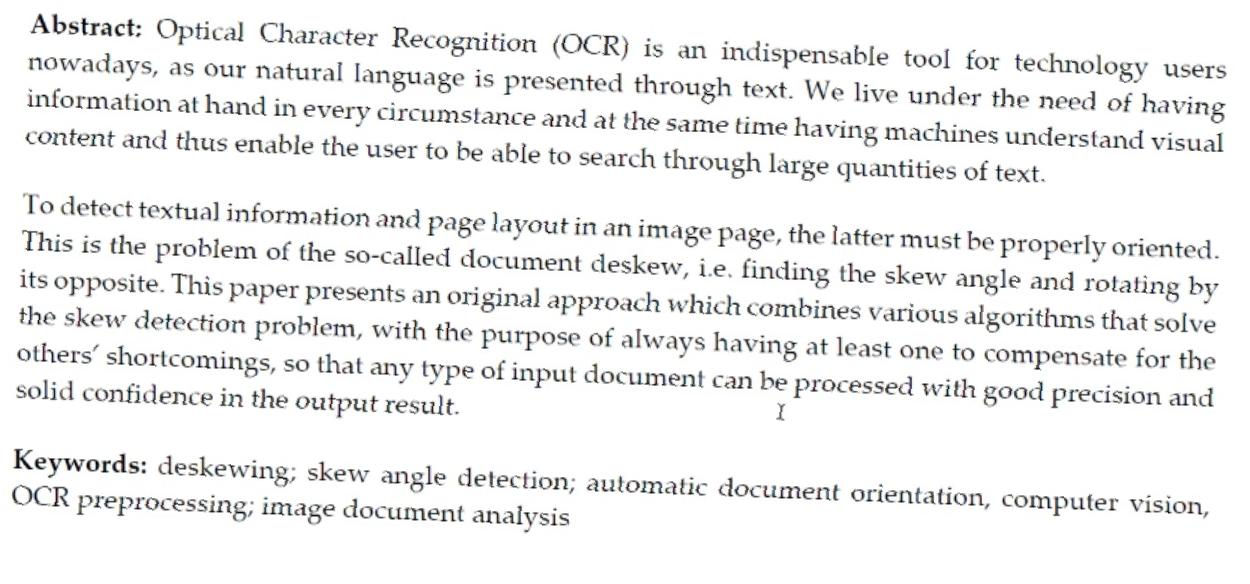 Abstract: Optical Character Recognition (OCR) is an indispensable tool for technology users
nowadays, as our natural language is presented through text. We live under the need of having
information at hand in every circumstance and at the same time having machines understand visual
content and thus enable the user to be able to search through large quantities of text.
To detect textual information and page layout in an image page, the latter must be properly oriented.
This is the problem of the so-called document deskew, i.e. finding the skew angle and rotating by
its opposite. This paper presents an original approach which combines various algorithms that solve
the skew detection problem, with the purpose of always having at least one to compensate for the
others' shortcomings, so that any type of input document can be processed with good precision and
solid confidence in the output result.
Keywords: deskewing; skew angle detection; automatic document orientation, computer vision,
OCR preprocessing; image document analysis